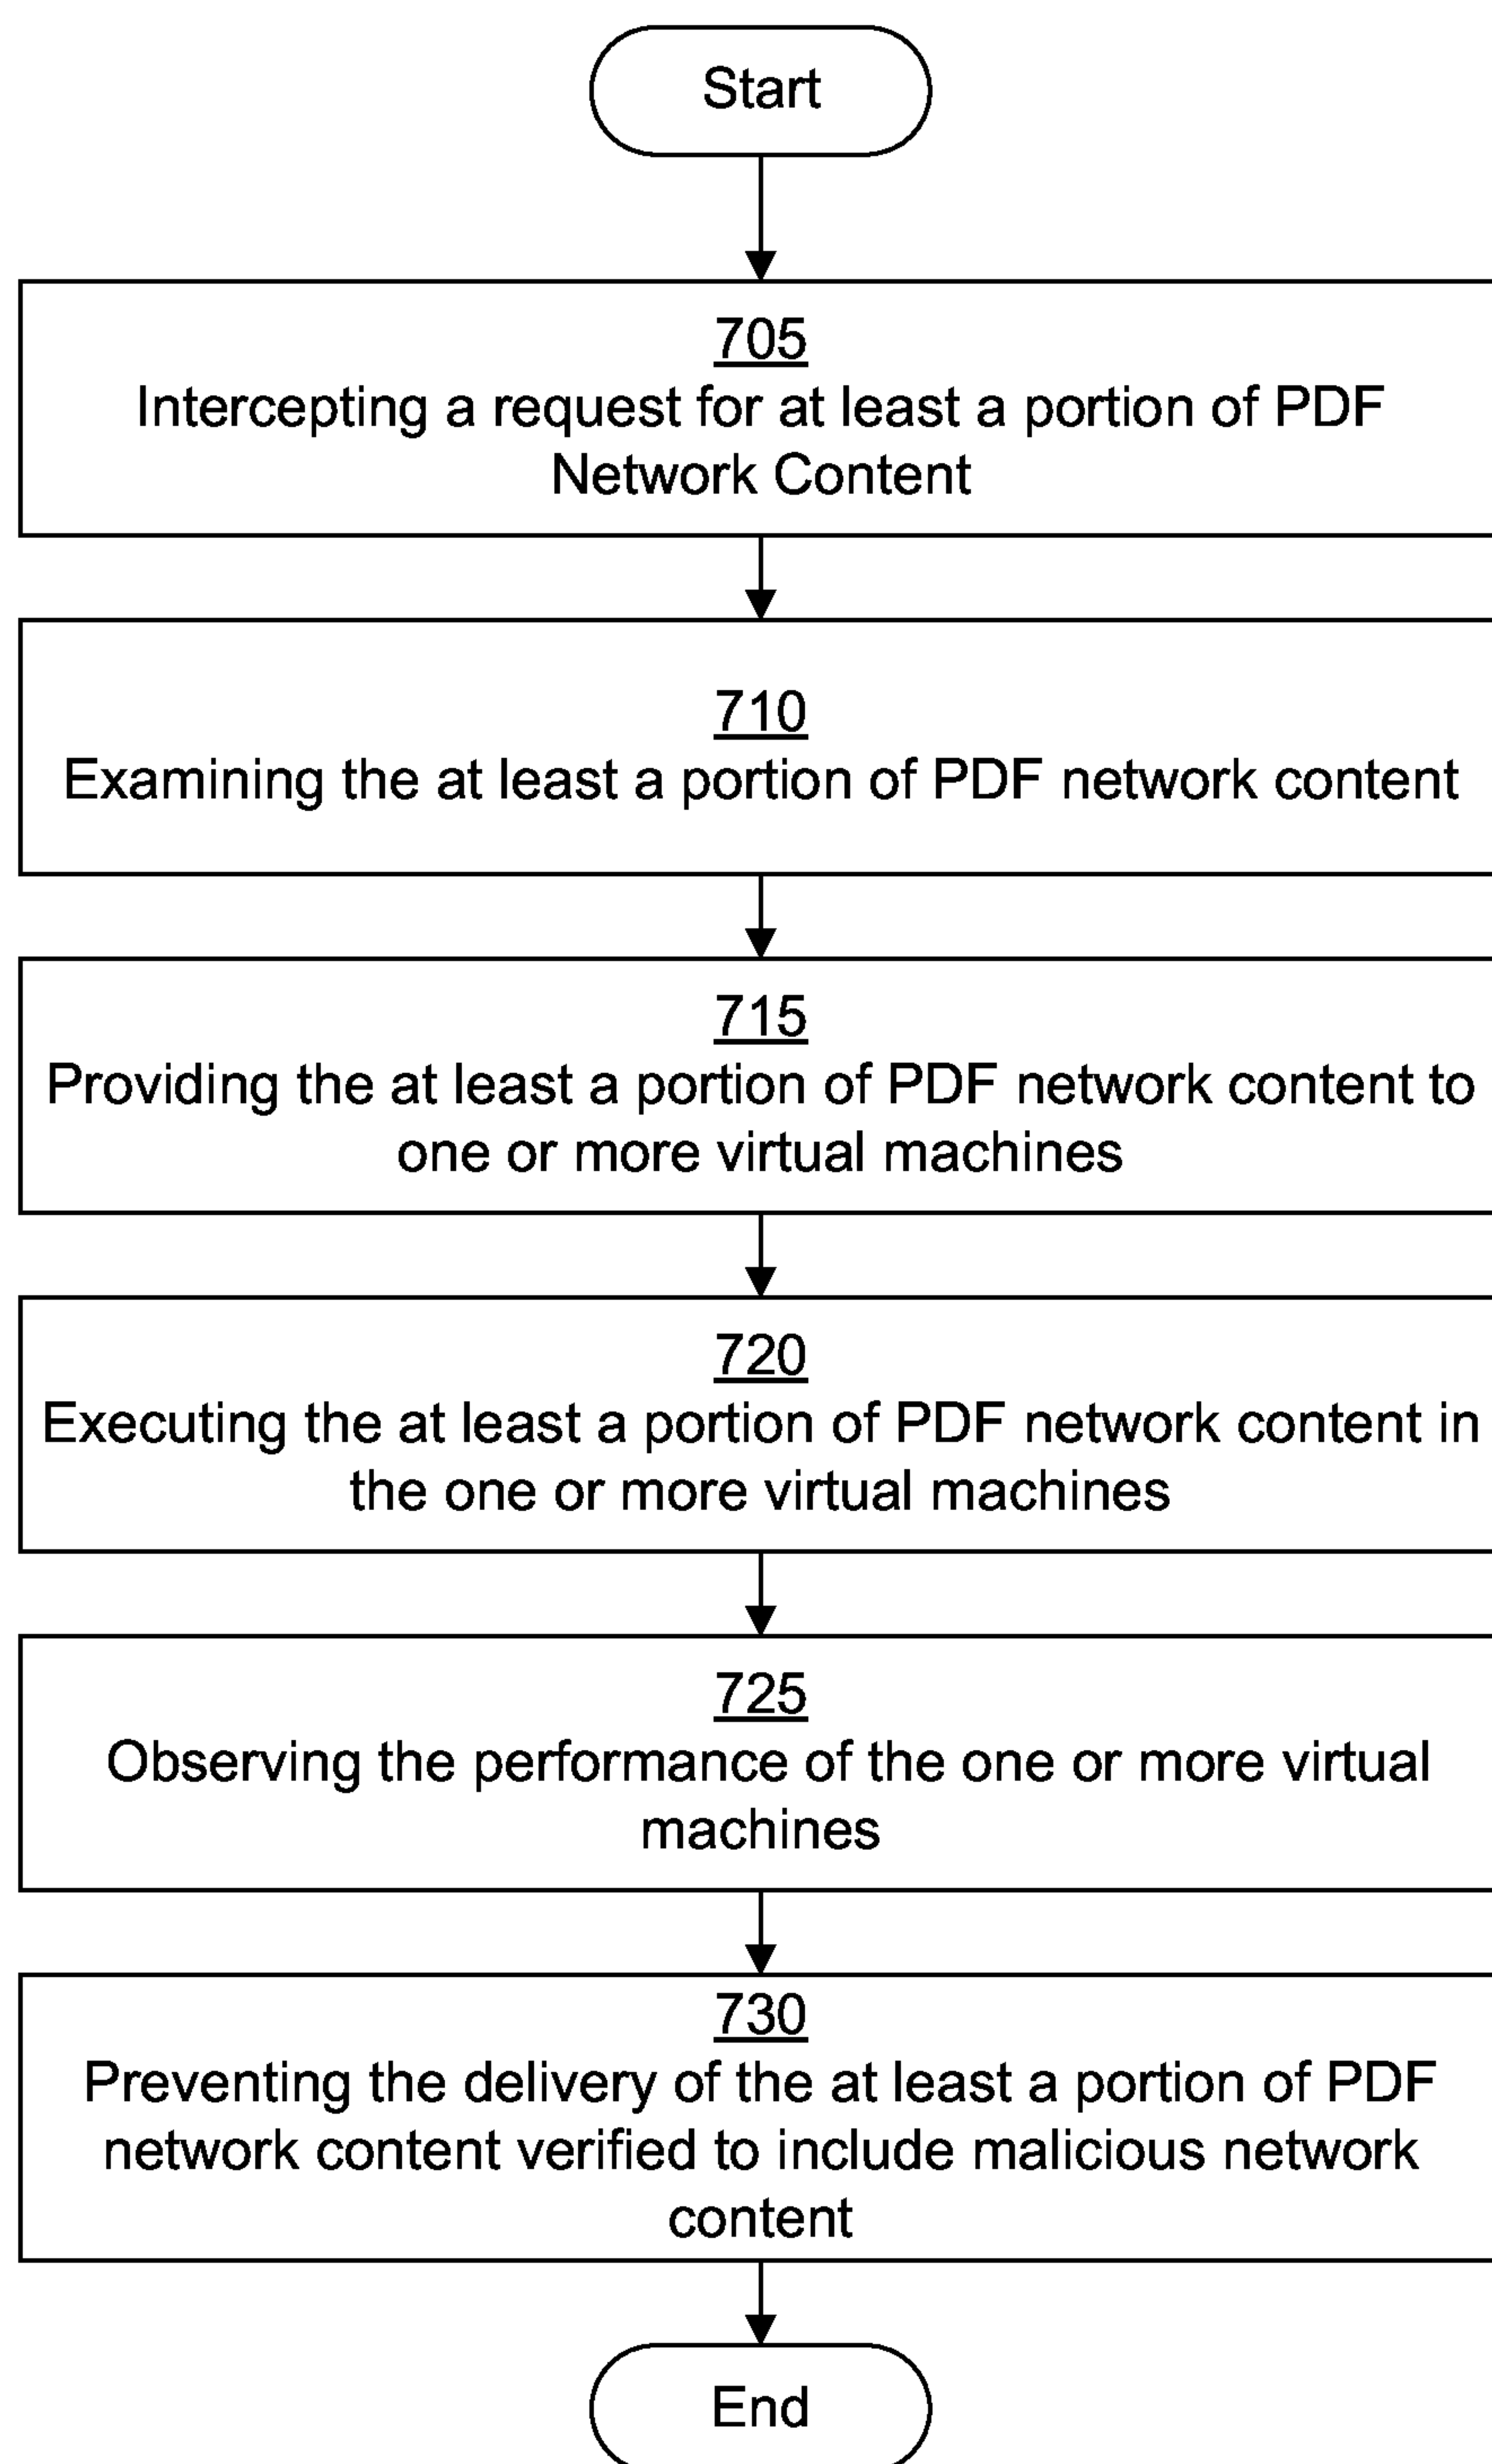 Start
705
Intercepting a request for at least a portion of PDF
Network Content
710
Examining the at least a portion of PDF network content
715
Providing the at least a portion of PDF network content to
one or more virtual machines
720
Executing the at least a portion of PDF network content in
the one or more virtual machines
725
Observing the performance of the one or more virtual
machines
730
Preventing the delivery of the at least a portion of PDF
network content verified to include malicious network
content
End